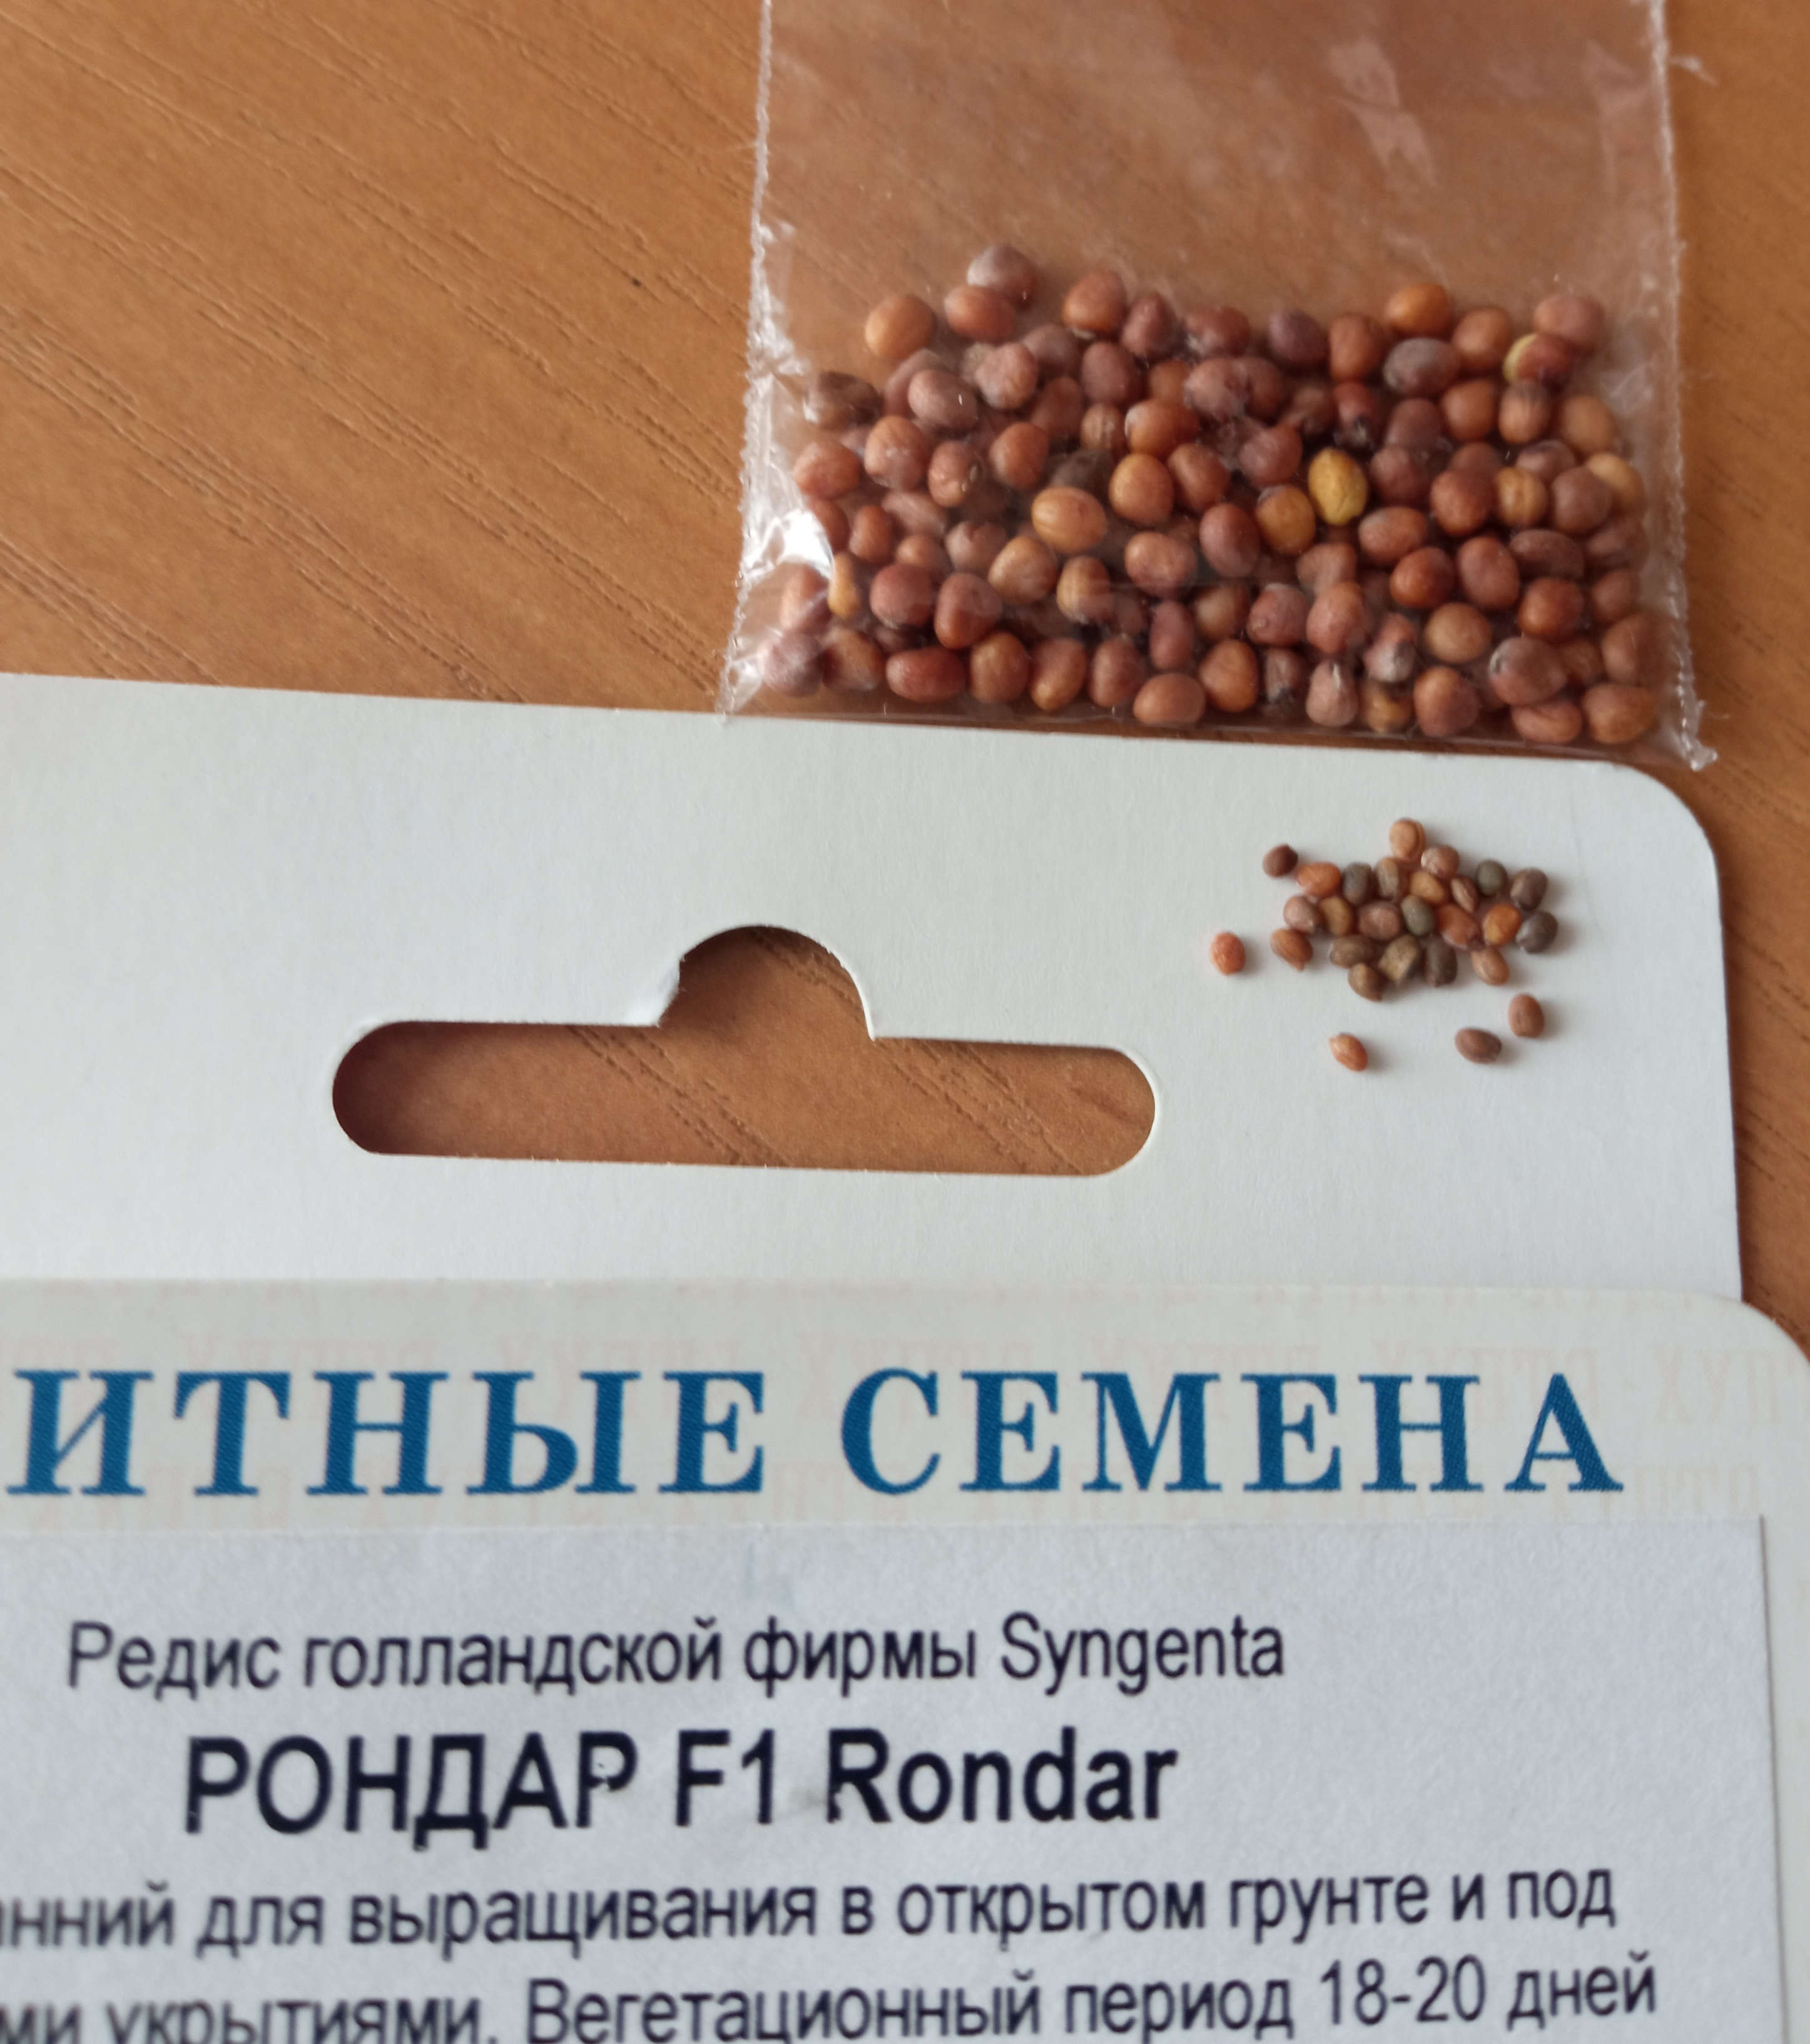 ИТНЫЕ СЕМЕНА
Редис голландской фирмы Syngenta
РОНДАР F1 Rondar
анний для выращивания в открытом грунте и под
ми укрытиями. Вегетационный период 18-20 дней